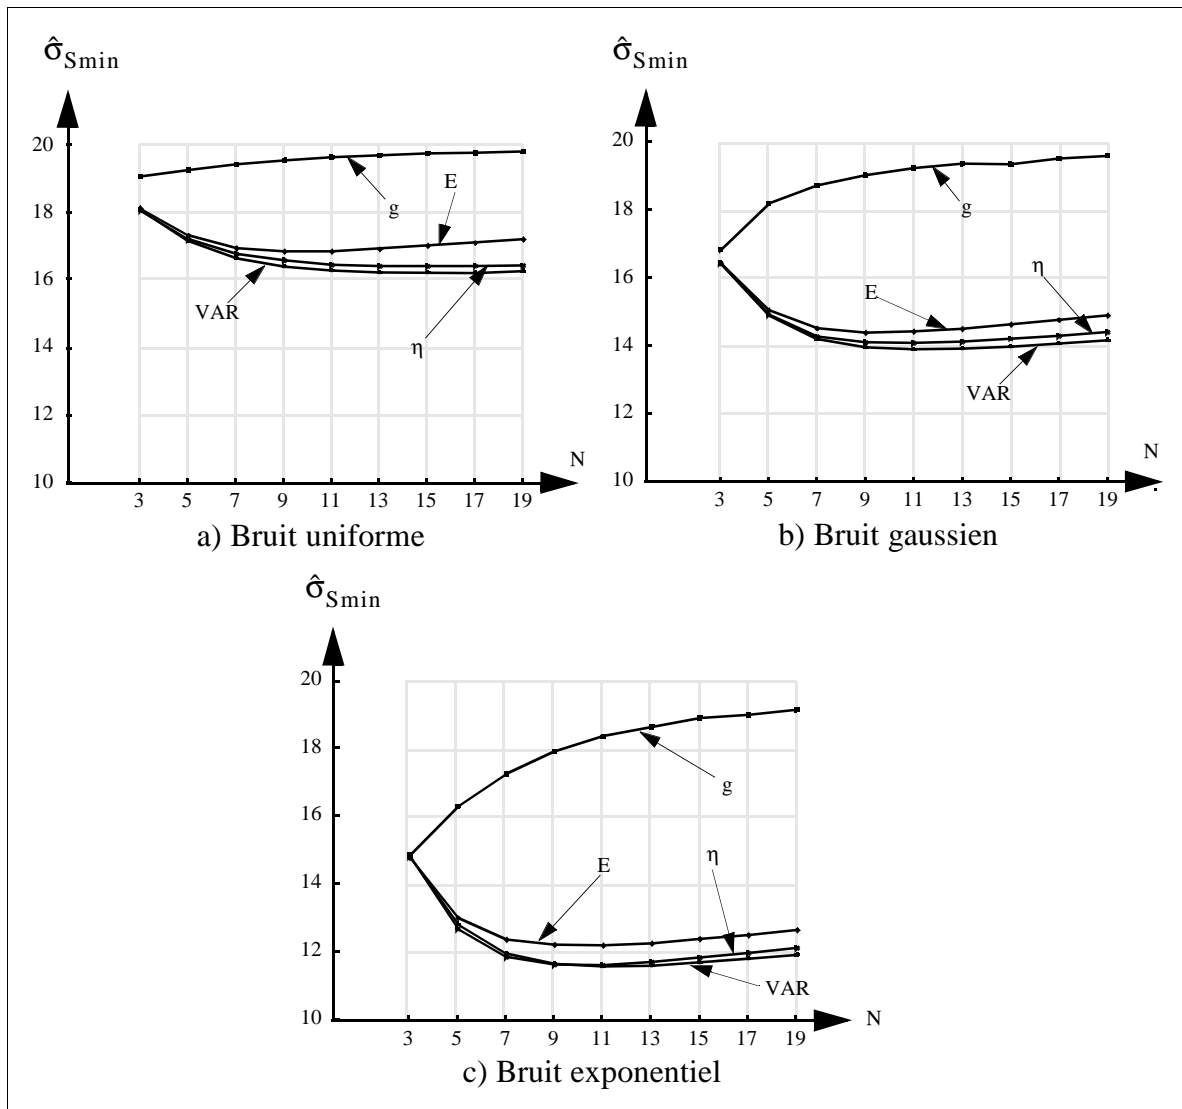 σ̂Smin
20
18
16
14
12
10
E
g
VAR
η
N
3 5 7 9 11 13 15 17 19
a) Bruit uniforme
σ̂Smin
20
18
16
14
12
10
g
E
η
VAR
N
3 5 7 9 11 13 15 17 19
b) Bruit gaussien
σ̂Smin
20
18
16
14
12
10
g
E
η
VAR
N
3 5 7 9 11 13 15 17 19
c) Bruit exponentiel